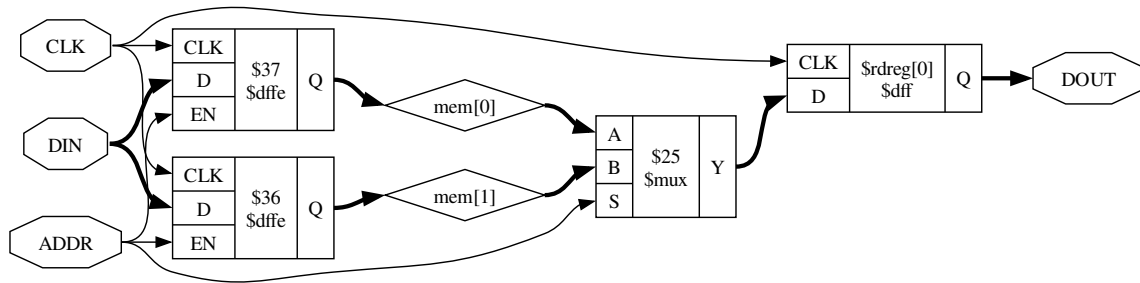 CLK
DIN
ADDR
CLK
D
EN
$37
$dffe
Q
CLK
D
EN
$36
$dffe
Q
mem[0]
mem[1]
A
B
S
$25
$mux
Y
CLK
D
$rdreg[0]
$dff
Q
DOUT